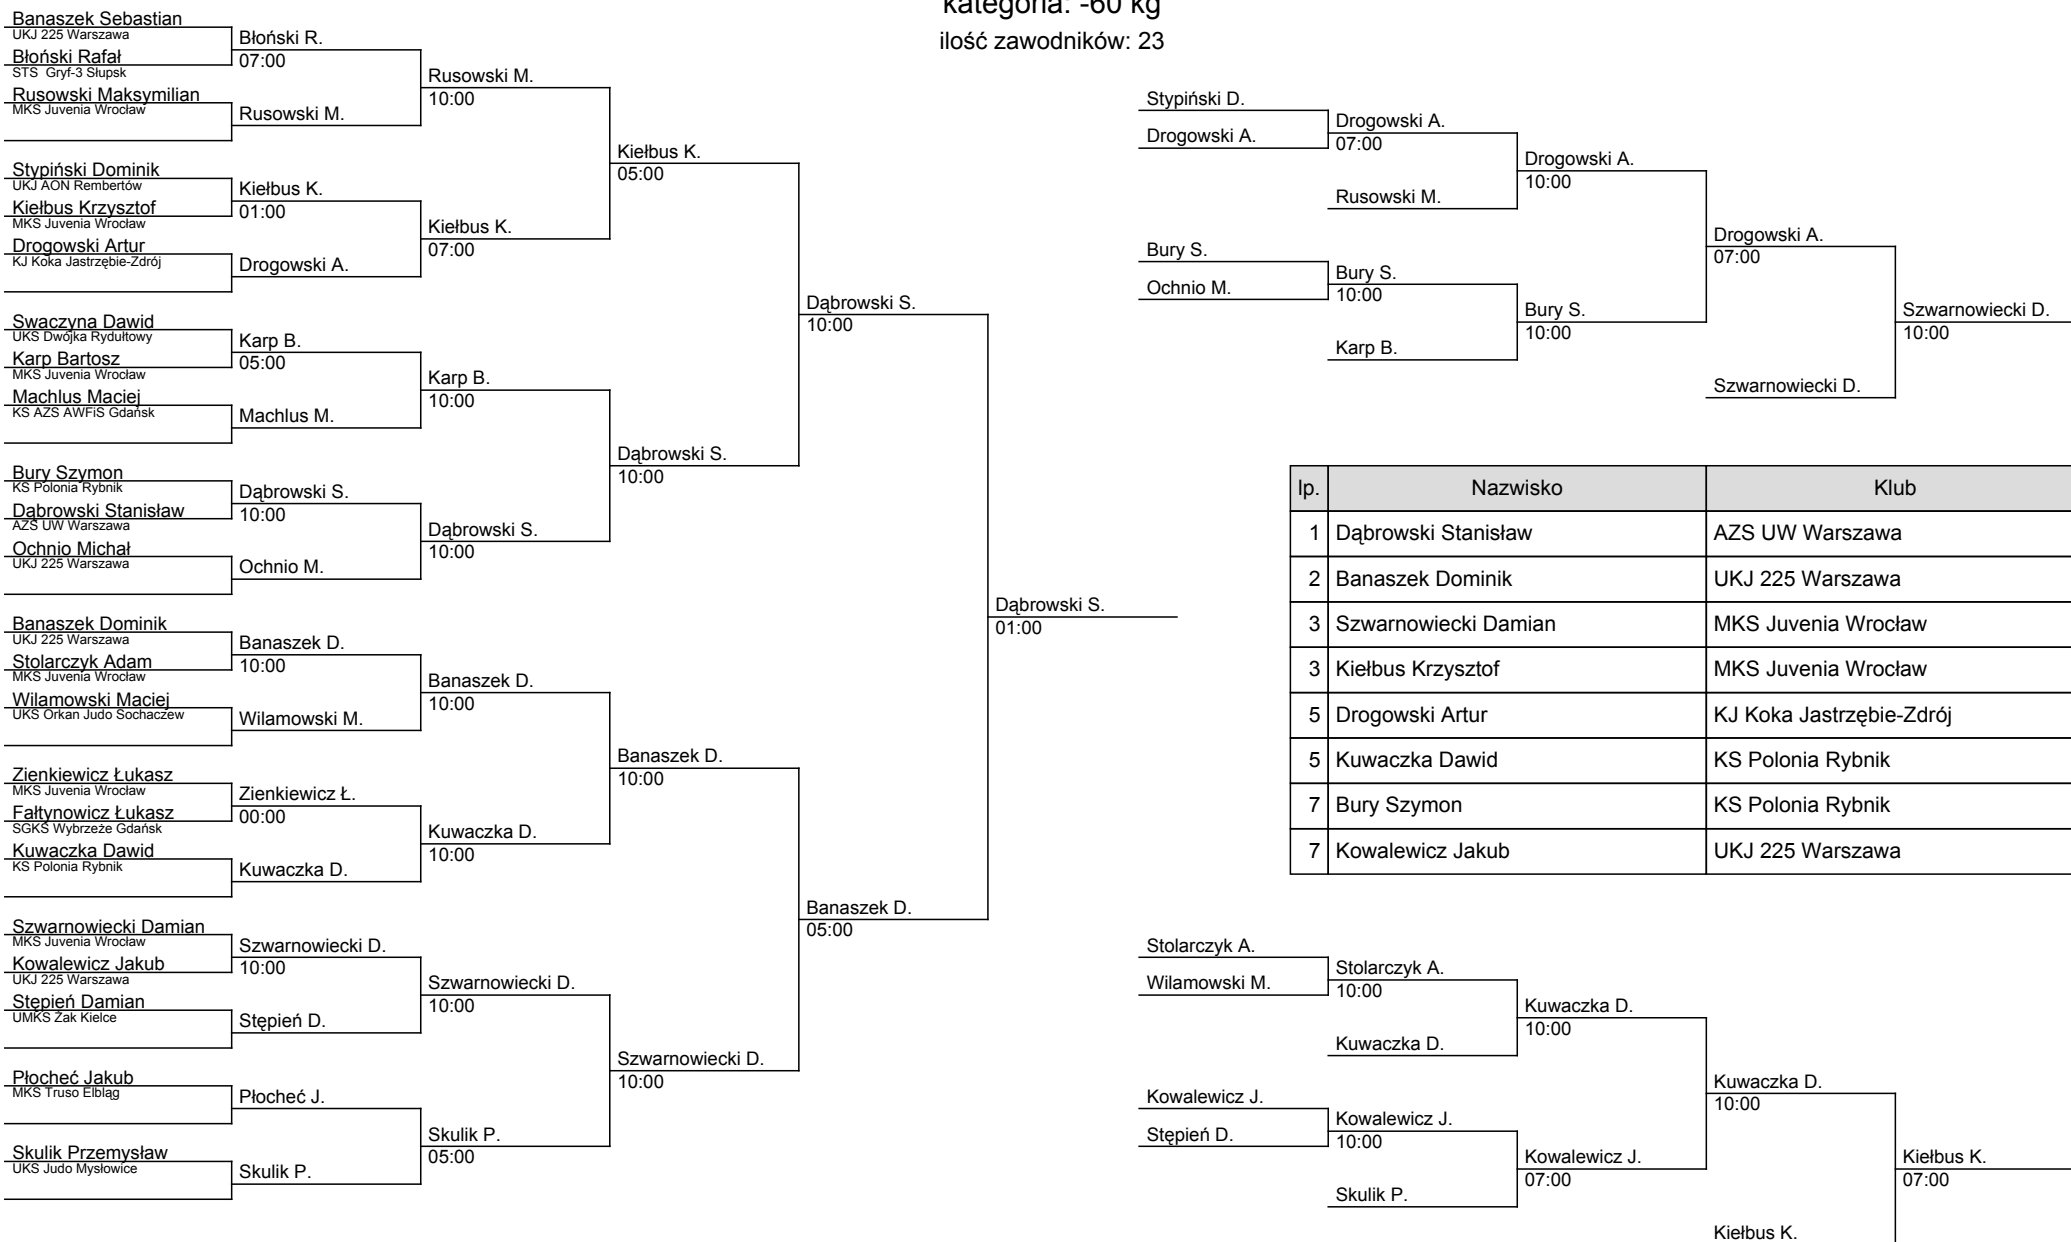 kategoria: -60 kg
ilość zawodników: 23
Banaszek Sebastian
UKJ 225 Warszawa
Błoński Rafał
STS Gryf-3 Słupsk
Rusowski Maksymilian
MKS Juvenia Wrocław
Stypiński Dominik
UKJ AON Rembertów
Kiełbus Krzysztof
MKS Juvenia Wrocław
Drogowski Artur
KJ Koka Jastrzębie-Zdrój
Swaczyna Dawid
UKS Dwójka Rydułtowy
Karp Bartosz
MKS Juvenia Wrocław
Machlus Maciej
KS AZS AWFiS Gdańsk
Bury Szymon
KS Polonia Rybnik
Dąbrowski Stanisław
AZS UW Warszawa
Ochnio Michał
UKJ 225 Warszawa
Banaszek Dominik
UKJ 225 Warszawa
Stolarczyk Adam
MKS Juvenia Wrocław
Wilamowski Maciej
UKS Orkan Judo Sochaczew
Zienkiewicz Łukasz
MKS Juvenia Wrocław
Fałtynowicz Łukasz
SGKS Wybrzeże Gdańsk
Kuwaczka Dawid
KS Polonia Rybnik
Szwarnowiecki Damian
MKS Juvenia Wrocław
Kowalewicz Jakub
UKJ 225 Warszawa
Stępień Damian
UMKS Żak Kielce
Płocheć Jakub
MKS Truso Elbląg
Skulik Przemysław
UKS Judo Mysłowice
Błoński R.
07:00
Rusowski M.
Kiełbus K.
01:00
Drogowski A.
Karp B.
05:00
Machlus M.
Dąbrowski S.
10:00
Ochnio M.
Banaszek D.
10:00
Wilamowski M.
Zienkiewicz Ł.
00:00
Kuwaczka D.
Szwarnowiecki D.
10:00
Stępień D.
Płocheć J.
Skulik P.
Rusowski M.
10:00
Kiełbus K.
07:00
Karp B.
10:00
Dąbrowski S.
10:00
Banaszek D.
10:00
Kuwaczka D.
10:00
Szwarnowiecki D.
10:00
Skulik P.
05:00
Kiełbus K.
05:00
Dąbrowski S.
10:00
Banaszek D.
10:00
Szwarnowiecki D.
10:00
Dąbrowski S.
10:00
Banaszek D.
05:00
Dąbrowski S.
01:00
Stypiński D.
Drogowski A.
Bury S.
Ochnio M.
Drogowski A.
07:00
Rusowski M.
Bury S.
10:00
Karp B.
Drogowski A.
10:00
Bury S.
10:00
Drogowski A.
07:00
Szwarnowiecki D.
Szwarnowiecki D.
10:00
lp. Nazwisko Klub
1 Dąbrowski Stanisław AZS UW Warszawa
2 Banaszek Dominik UKJ 225 Warszawa
3 Szwarnowiecki Damian MKS Juvenia Wrocław
3 Kiełbus Krzysztof MKS Juvenia Wrocław
5 Drogowski Artur KJ Koka Jastrzębie-Zdrój
5 Kuwaczka Dawid KS Polonia Rybnik
7 Bury Szymon KS Polonia Rybnik
7 Kowalewicz Jakub UKJ 225 Warszawa
Stolarczyk A.
Wilamowski M.
Kowalewicz J.
Stępień D.
Stolarczyk A.
10:00
Kuwaczka D.
Kowalewicz J.
10:00
Skulik P.
Kuwaczka D.
10:00
Kowalewicz J.
07:00
Kuwaczka D.
10:00
Kiełbus K.
Kiełbus K.
07:00